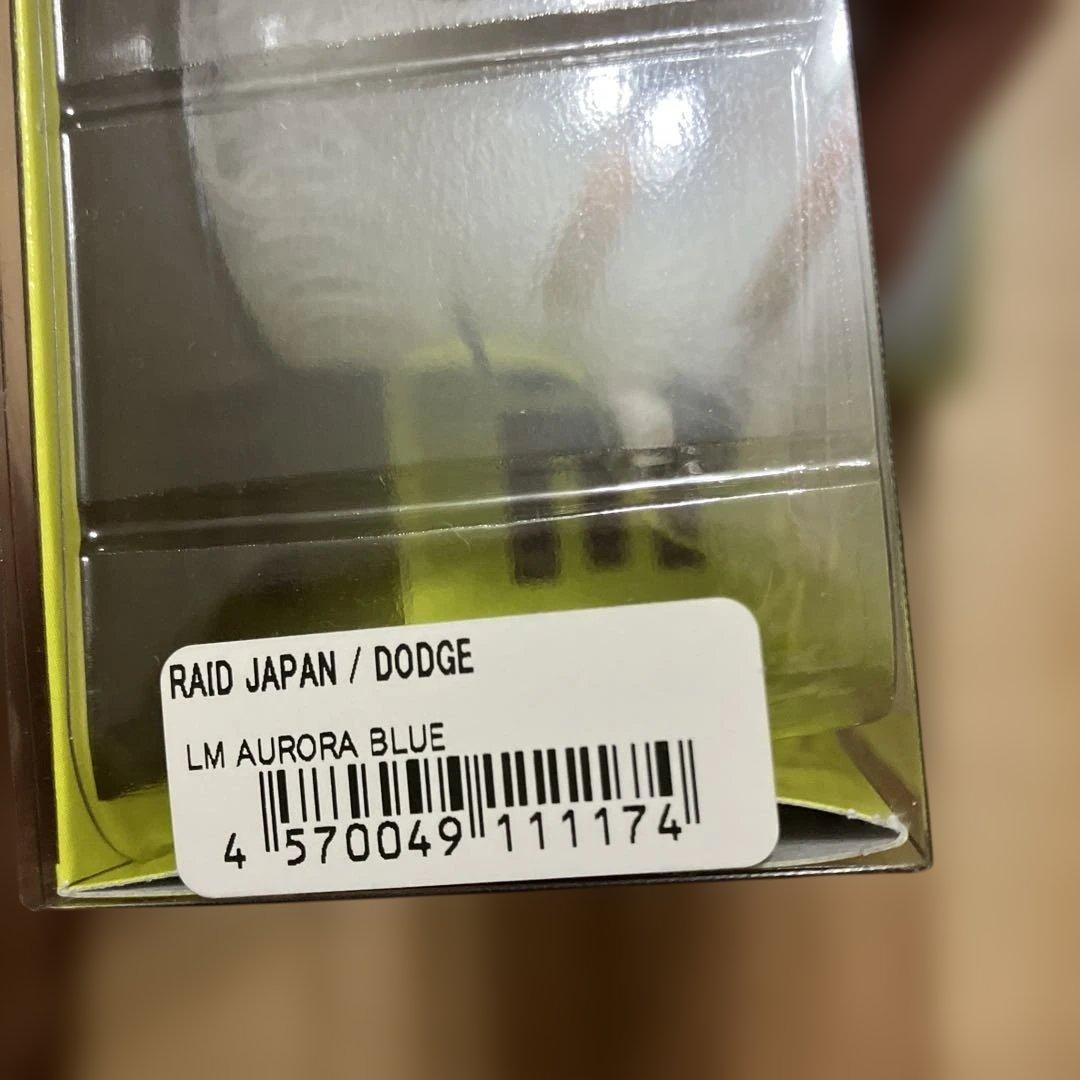 RAID JAPAN / DODGE
LM AURORA BLUE
4 570049 111174